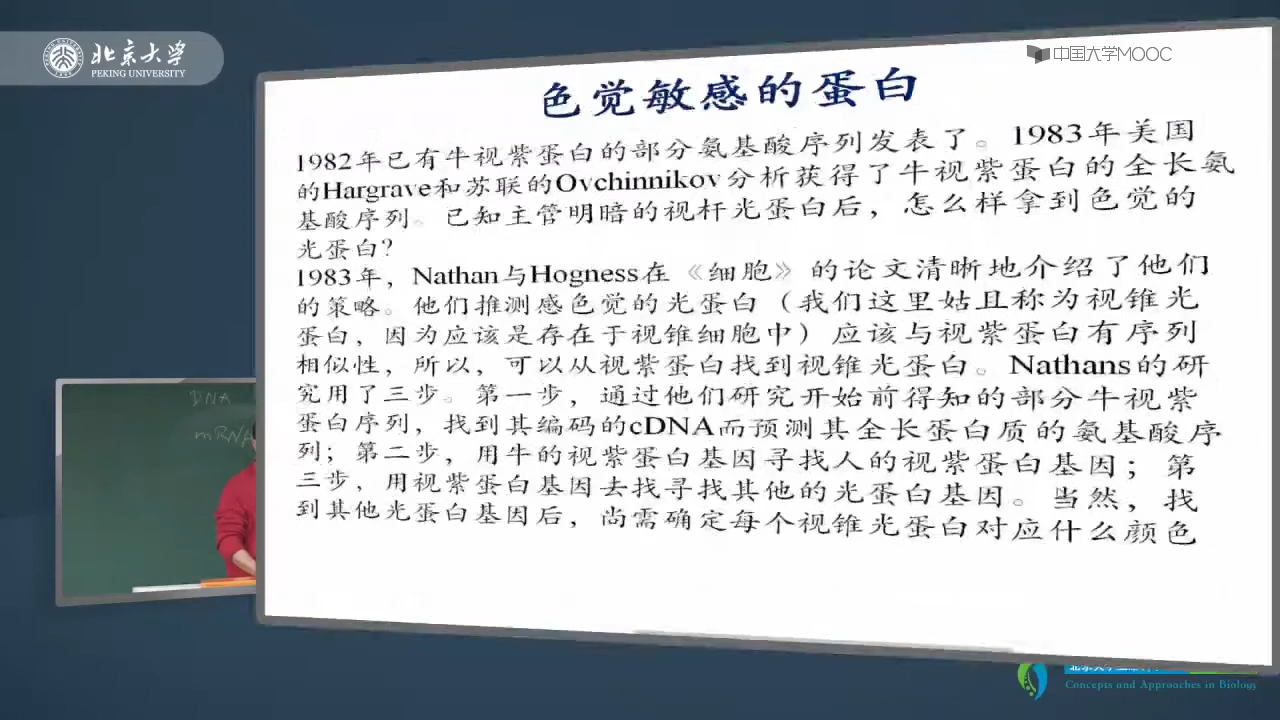 北京大学
PEKING UNIVERSITY
中国大学MOOC
色觉敏感的蛋白
1982年已有牛视紫蛋白的部分氨基酸序列发表了。1983年美国
的Hargrave和苏联的Ovchinnikov分析获得了牛视紫蛋白的全长氨
基酸序列。已知主管明暗的视杆光蛋白后，怎么样拿到色觉的
光蛋白?
1983年，Nathan与Hogness在《细胞》的论文清晰地介绍了他们
的策略。他们推测感色觉的光蛋白（我们这里姑且称为视锥光
蛋白，因为应该是存在于视锥细胞中）应该与视紫蛋白有序列
相似性，所以，可以从视紫蛋白找到视锥光蛋白。Nathans的研
究用了三步。第一步，通过他们研究开始前得知的部分牛视紫
蛋白序列，找到其编码的cDNA而预测其全长蛋白质的氨基酸序
列；第二步，用牛的视紫蛋白基因寻找人的视紫蛋白基因；第
三步，用视紫蛋白基因去找寻找其他的光蛋白基因。当然，找
到其他光蛋白基因后，尚需确定每个视锥光蛋白对应什么颜色
DNA
mRNA
Concepts and Approaches in Biology